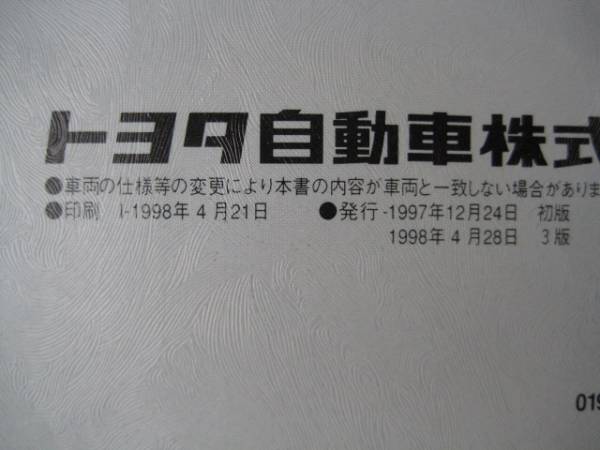 トヨタ自動車株式
●車両の仕様等の変更により本書の内容が車両と一致しない場合がありま
●印刷 I-1998年4月21日 ●発行-1997年12月24日 初版
1998年4月28日 3版
019